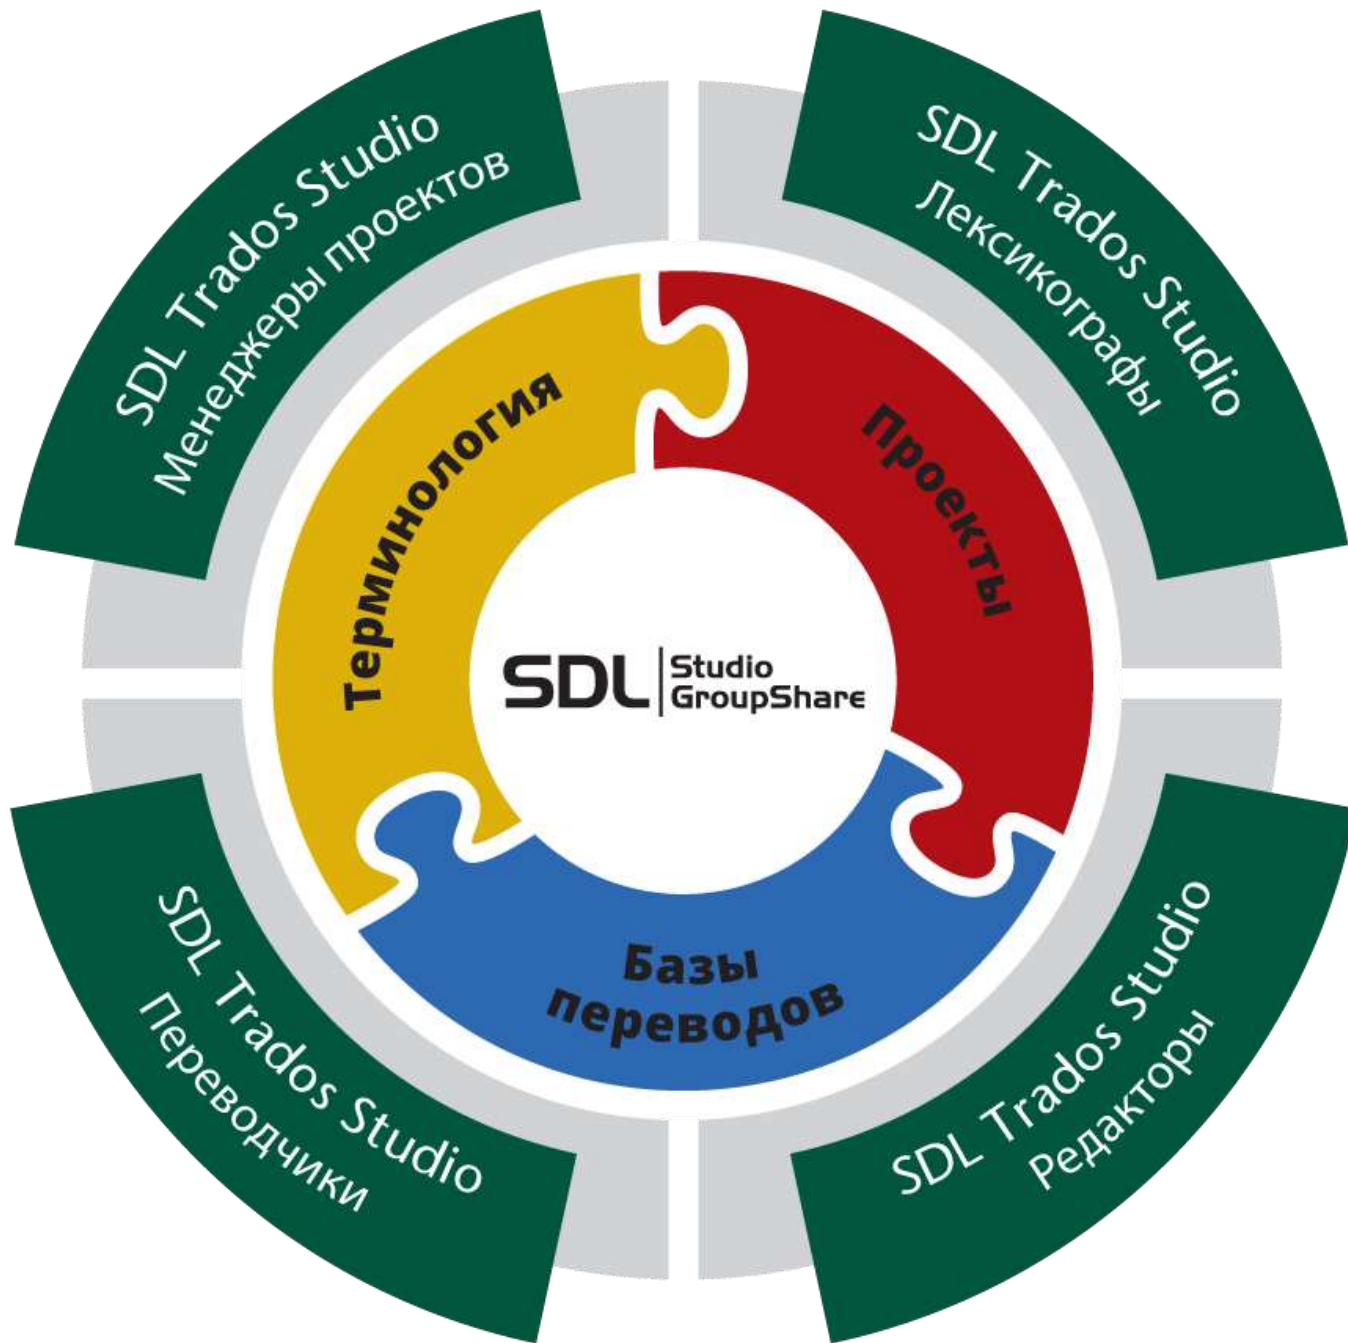 SDL Trados Studio
Менеджеры проектов
SDL Trados Studio
Лексикографы
Терминология
Проекты
SDL Studio
GroupShare
Базы
переводов
SDL Trados Studio
Переводчики
SDL Trados Studio
Редакторы